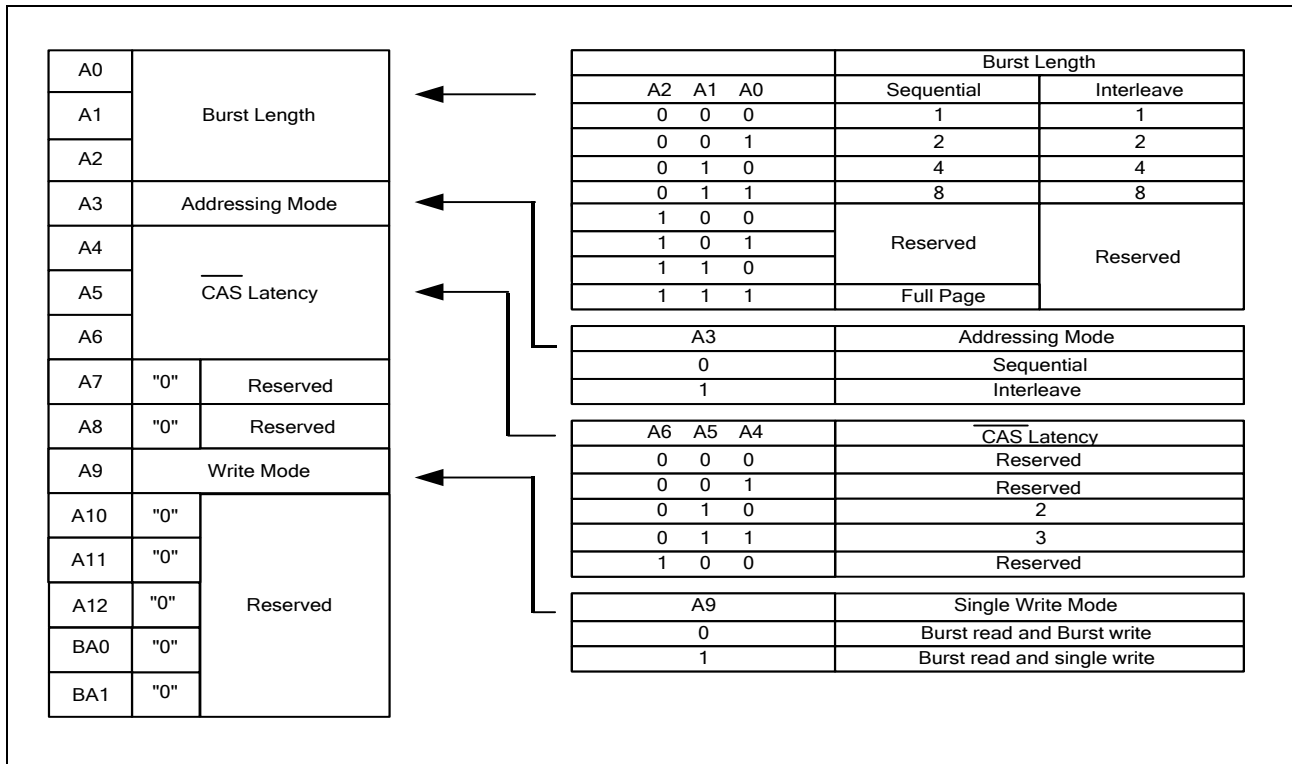 A0
A1 Burst Length
A2
A3 Addressing Mode
A4
A5 CAS Latency
A6
A7 "0" Reserved
A8 "0" Reserved
A9 Write Mode
A10 "0"
A11 "0"
A12 "0" Reserved
BA0 "0"
BA1 "0"
Burst Length
A2 A1 A0 Sequential Interleave
0 0 0 1 1
0 0 1 2 2
0 1 0 4 4
0 1 1 8 8
1 0 0
1 0 1 Reserved Reserved
1 1 0
1 1 1 Full Page
A3 Addressing Mode
0 Sequential
1 Interleave
A6 A5 A4 CAS Latency
0 0 0 Reserved
0 0 1 Reserved
0 1 0 2
0 1 1 3
1 0 0 Reserved
A9 Single Write Mode
0 Burst read and Burst write
1 Burst read and single write